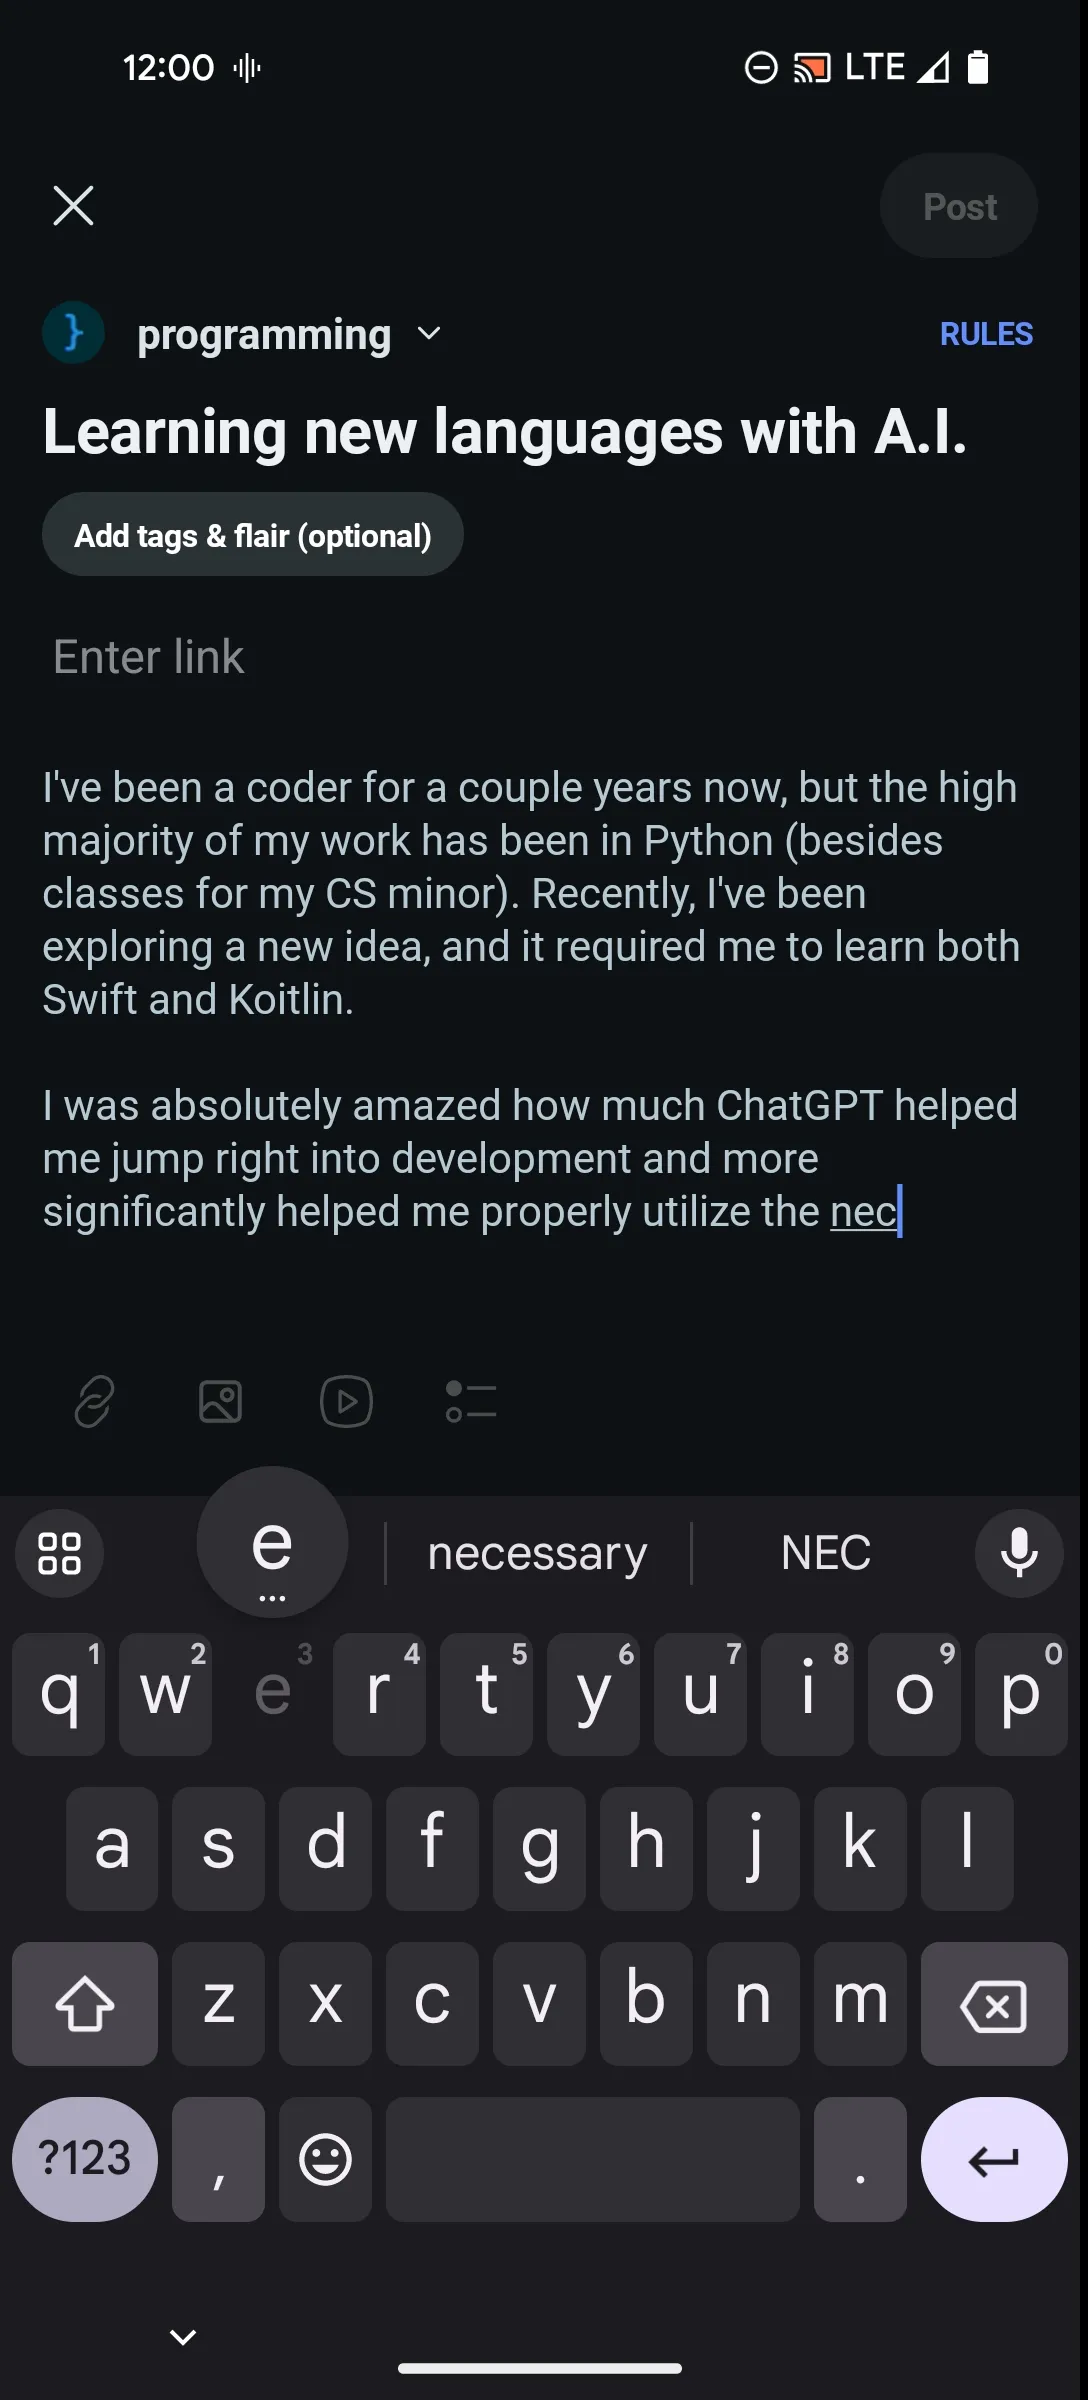 12:00 LTE
Post
programming RULES
Learning new languages with A.I.
Add tags & flair (optional)
Enter link
I've been a coder for a couple years now, but the high
majority of my work has been in Python (besides
classes for my CS minor). Recently, I've been
exploring a new idea, and it required me to learn both
Swift and Koitlin.
I was absolutely amazed how much ChatGPT helped
me jump right into development and more
significantly helped me properly utilize the nec
e necessary NEC
...
1 2 3 4 5 6 7 8 9 0
q w e r t y u i o p
a s d f g h j k l
z x c v b n m
?123 , .